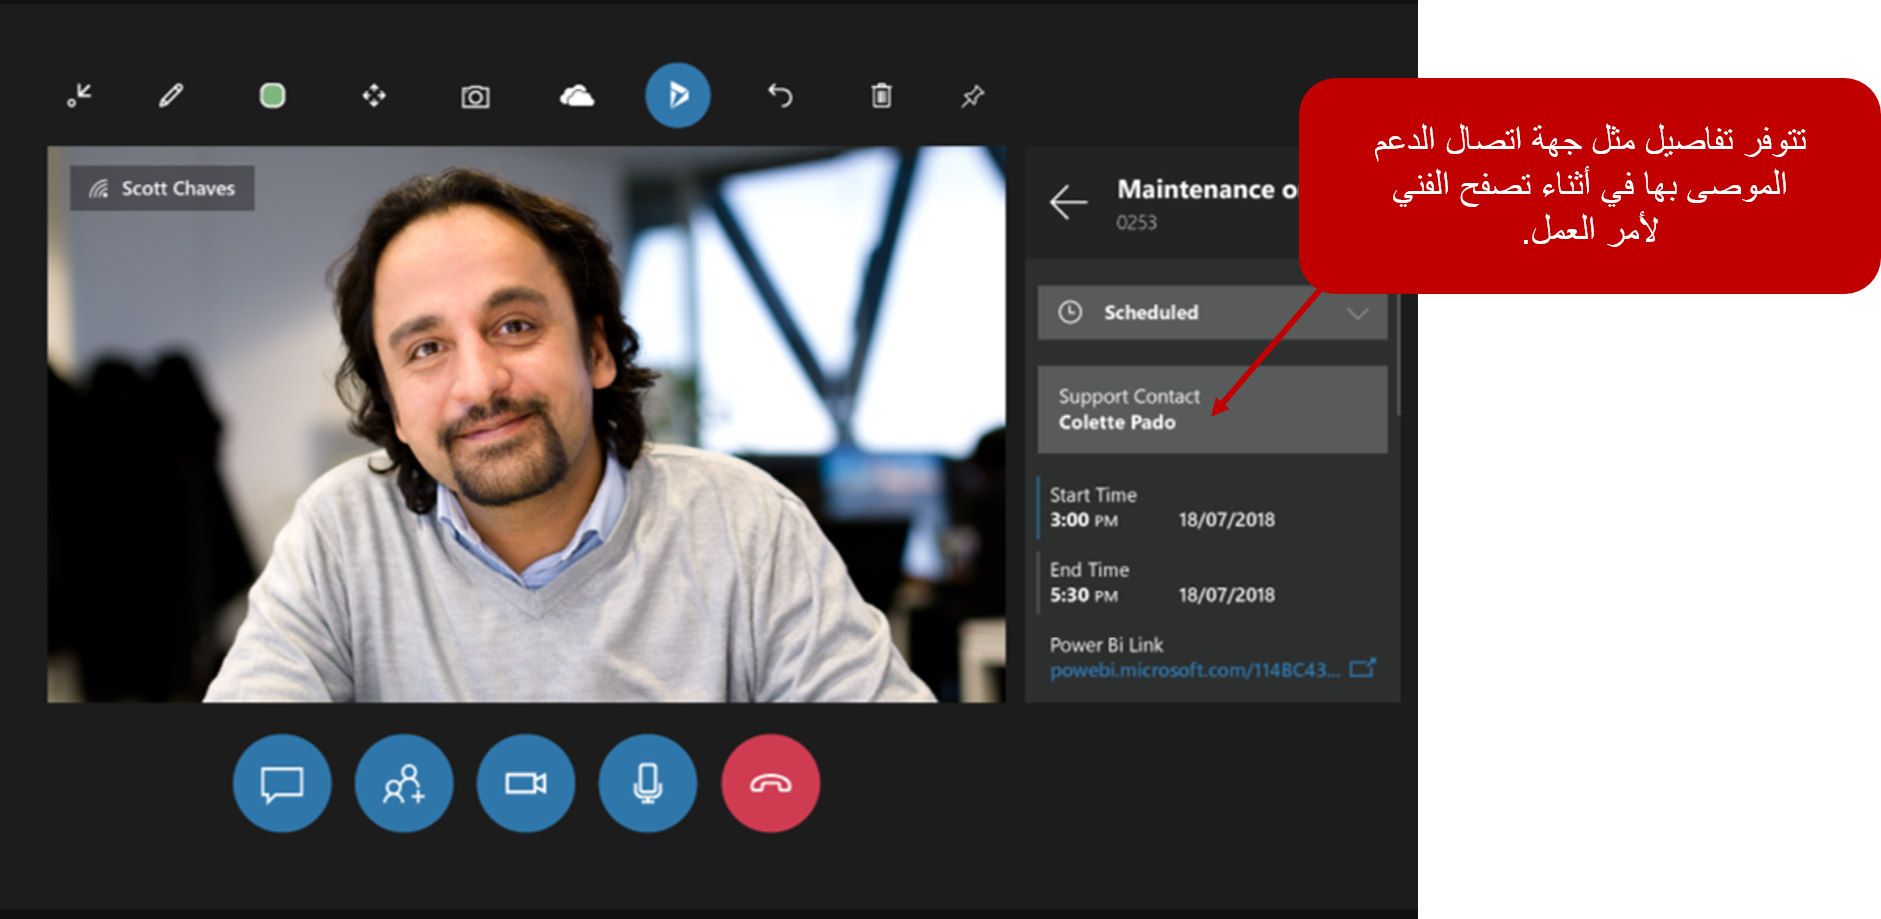 Scott Chaves
Maintenance o
0253
تتوفر تفاصيل مثل جهة اتصال الدعم
الموصى بها في أثناء تصفح الفني
لأمر العمل.
Scheduled
Support Contact
Colette Pado
Start Time
3:00 PM 18/07/2018
End Time
5:30 PM 18/07/2018
Power Bi Link
powebi.microsoft.com/114BC43...